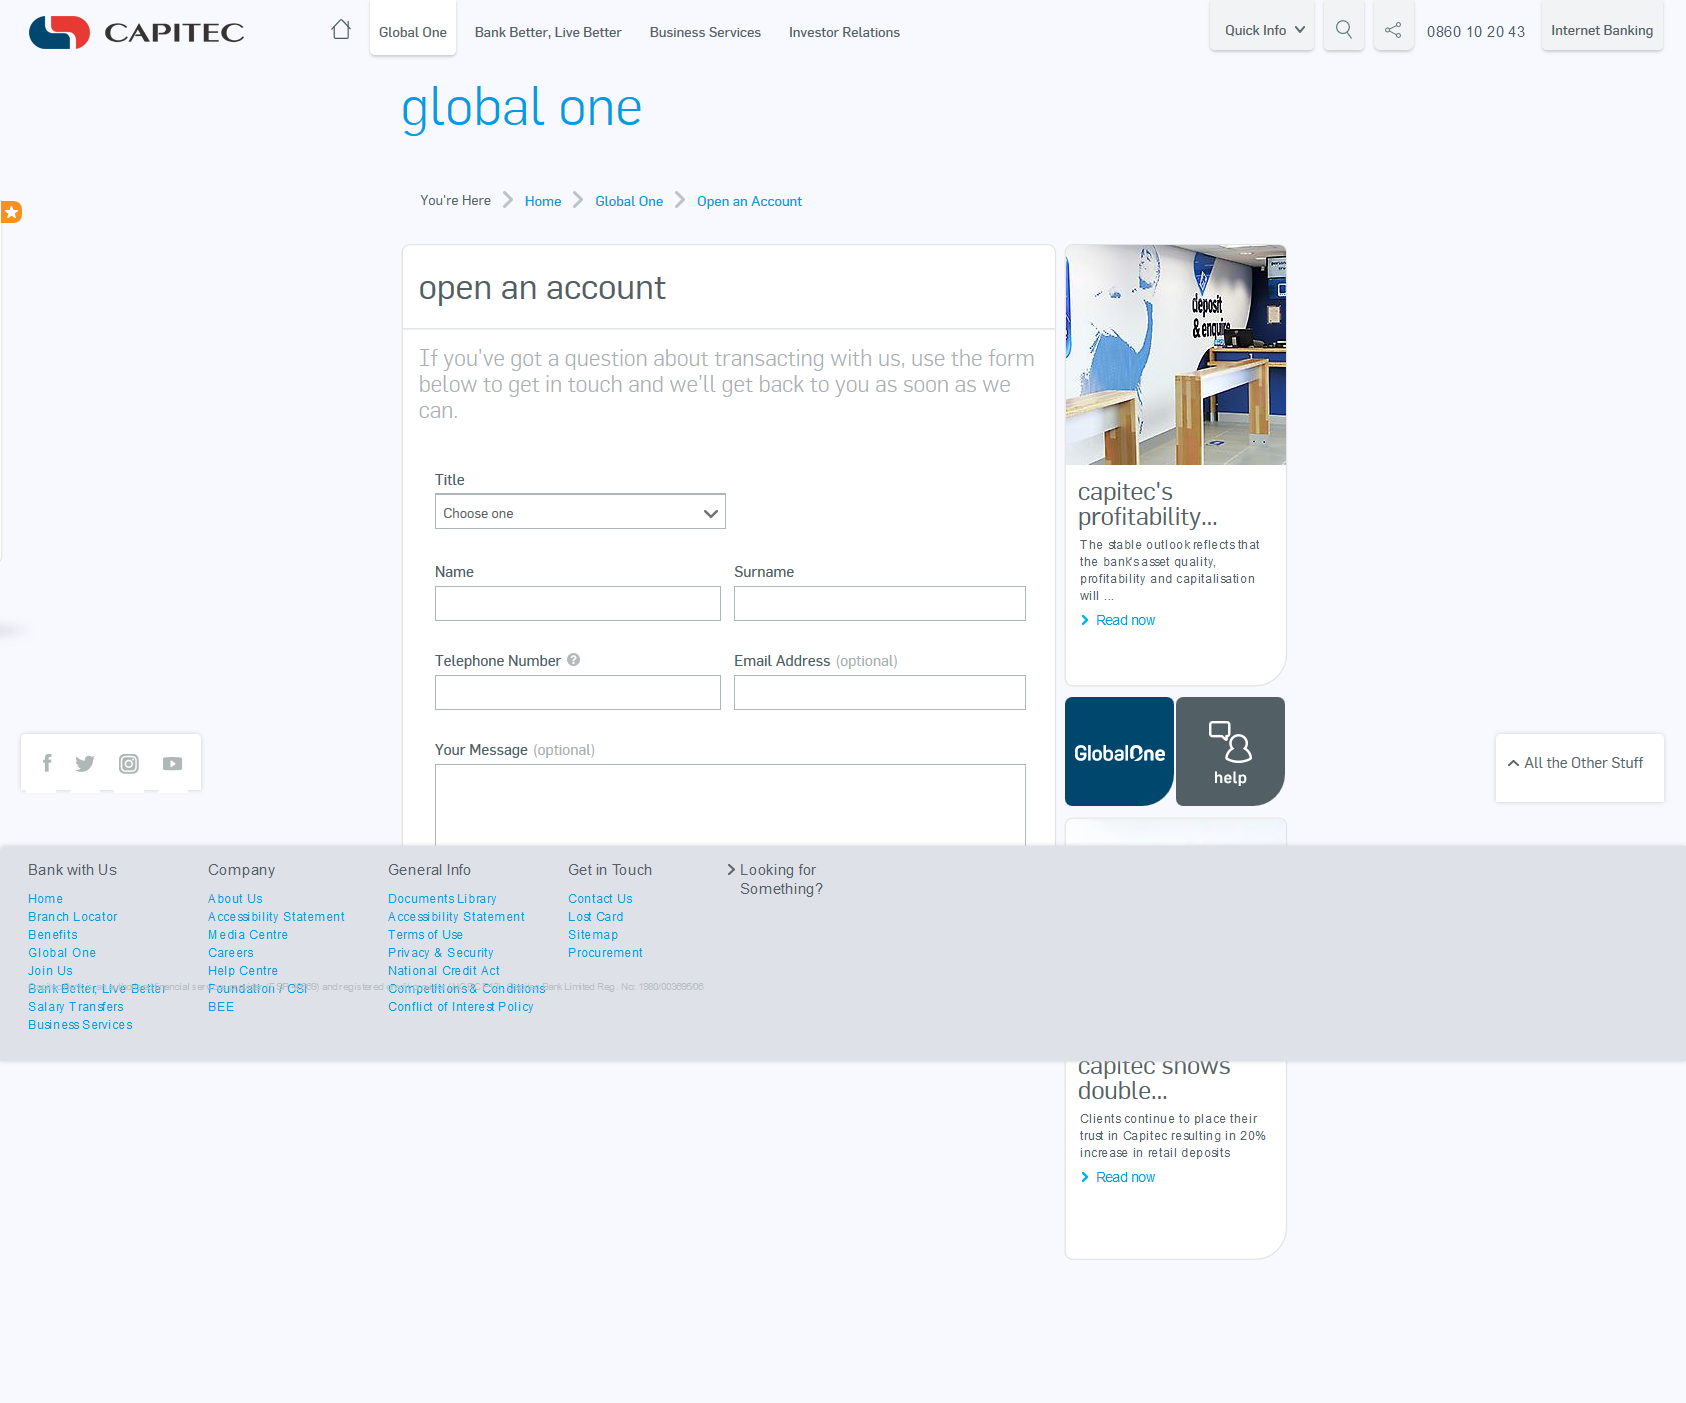 CAPITEC
Global One
Bank Better, Live Better
Business Services
Investor Relations
Quick Info
0860 10 20 43
Internet Banking
global one
You're Here
Home
Global One
Open an Account
open an account
If you've got a question about transacting with us, use the form
below to get in touch and we'll get back to you as soon as we
can.
Title
Choose one
Name
Surname
Telephone Number ?
Email Address (optional)
Your Message (optional)
deposit
& enquire
capitec's
profitability...
The stable outlook reflects that
the bank's asset quality,
profitability and capitalisation
will ...
Read now
GlobalOne
help
All the Other Stuff
Bank with Us
Home
Branch Locator
Benefits
Global One
Join Us
Bank Better, Live Better
Salary Transfers
Business Services
Company
About Us
Accessibility Statement
Media Centre
Careers
Help Centre
Foundation / CSI
BEE
General Info
Documents Library
Accessibility Statement
Terms of Use
Privacy & Security
National Credit Act
Competitions & Conditions
Conflict of Interest Policy
Get in Touch
Contact Us
Lost Card
Sitemap
Procurement
Looking for
Something?
and registered
Bank Limited Reg. No: 1980/003695/06
capitec shows
double...
Clients continue to place their
trust in Capitec resulting in 20%
increase in retail deposits
Read now